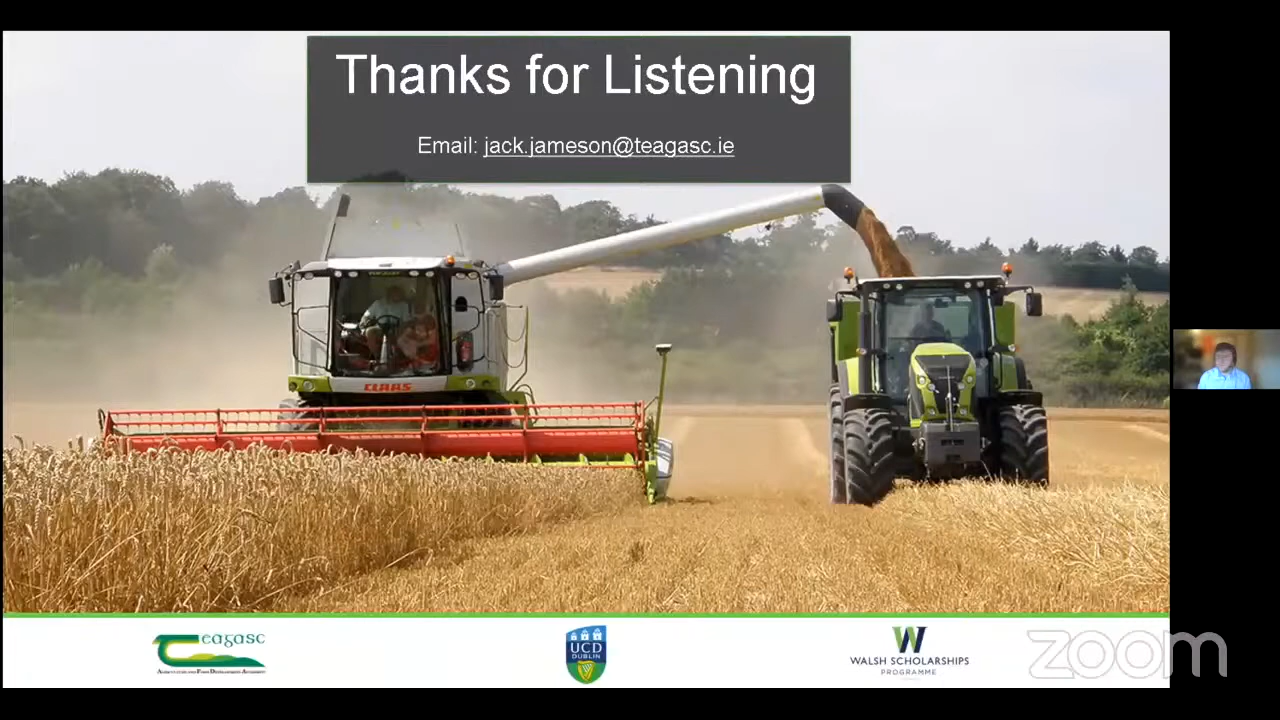 Thanks for Listening
Email: jack.jameson@teagasc.ie
CLAAS
Teagasc
Agriculture and Food Development Authority
UCD
DUBLIN
WALSH SCHOLARSHIPS
PROGRAMME
zoom